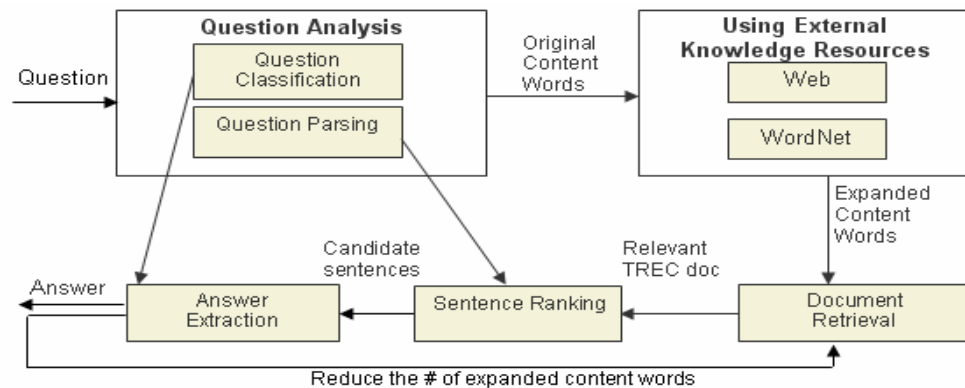 Question Analysis
Question
Classification
Question Parsing
Question
Original
Content
Words
Using External
Knowledge Resources
Web
WordNet
Expanded
Content
Words
Candidate
sentences
Relevant
TREC doc
Answer
Answer
Extraction
Sentence Ranking
Document
Retrieval
Reduce the # of expanded content words